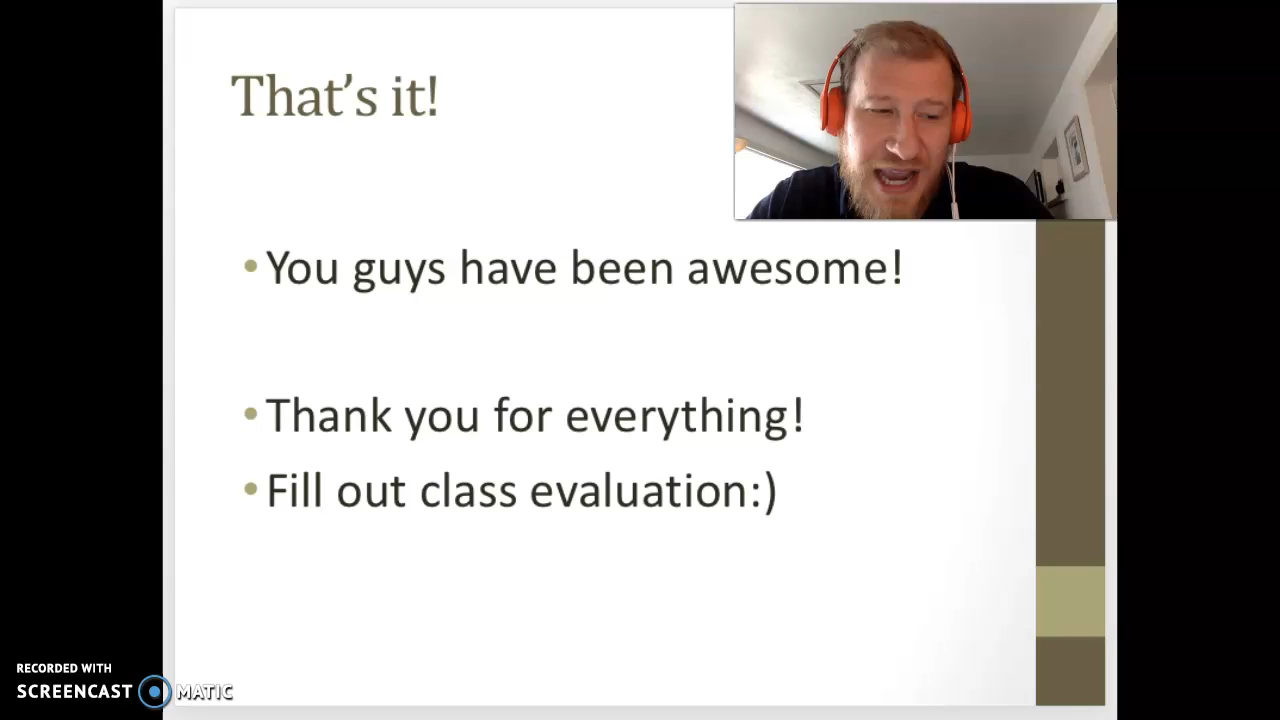 That's it!
• You guys have been awesome!
• Thank you for everything!
• Fill out class evaluation:)
RECORDED WITH
SCREENCAST MATIC